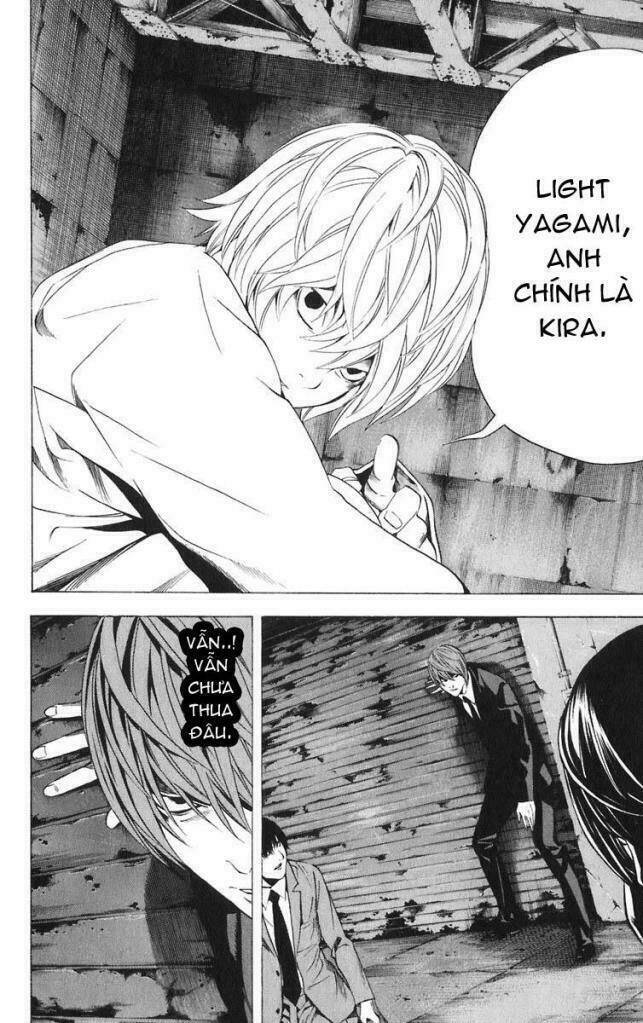 LIGHT
YAGAMI,
ANH
CHÍNH LÀ
KIRA.
VẪN..!
VẪN
CHƯA
THUA
ĐÂU.